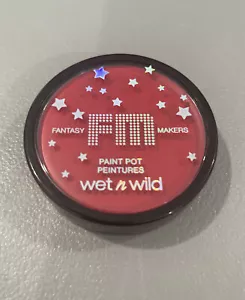 FANTASY FM MAKERS
PAINT POT
PEINTURES
wet n wild